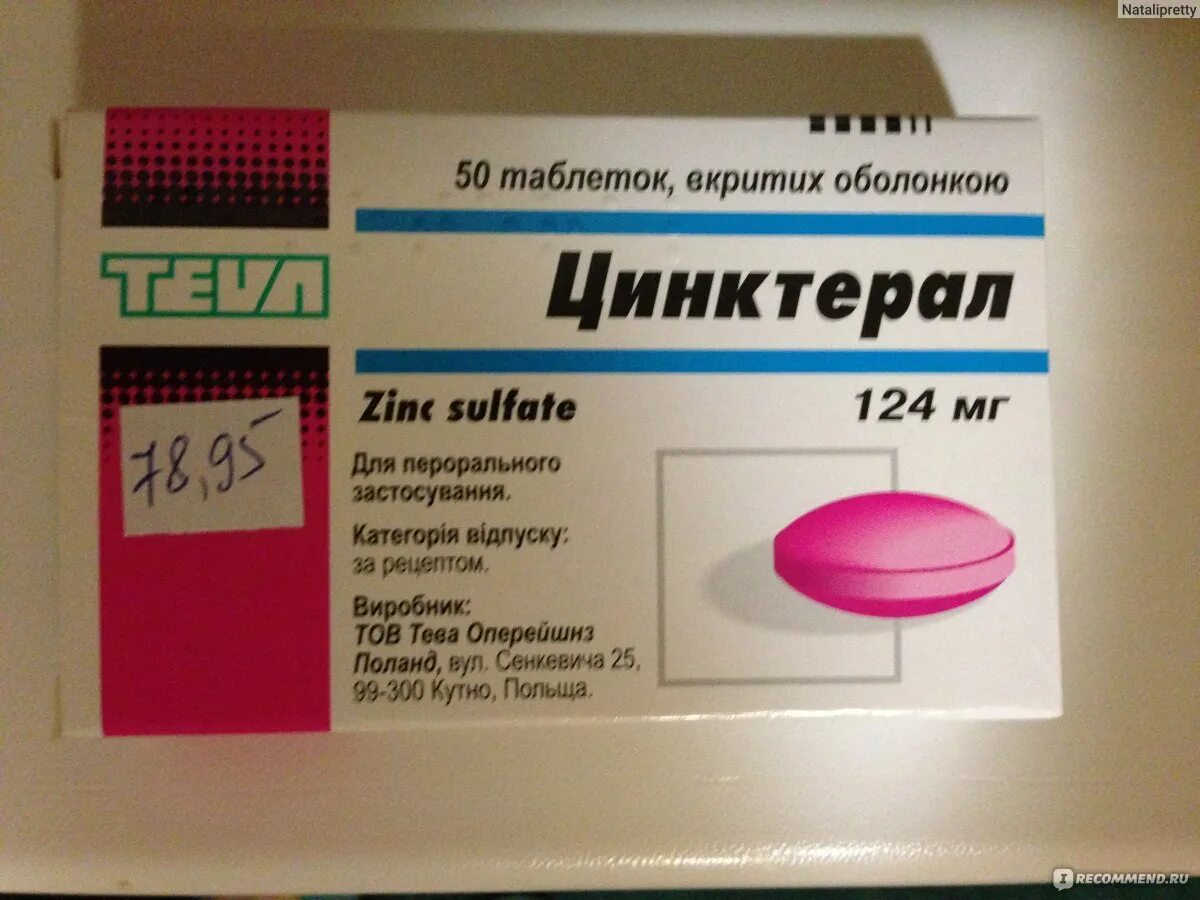 Natalipretty
50 таблеток, вкритих оболонкою
TEVA
Цинктерал
Zinc sulfate
124 мг
78,95
Для перорального
застосування.
Категорія відпуску:
за рецептом.
Виробник:
ТОВ Тева Оперейшнз
Поланд, вул. Сенкевича 25,
99-300 Кутно, Польща.
IRECOMMEND.RU